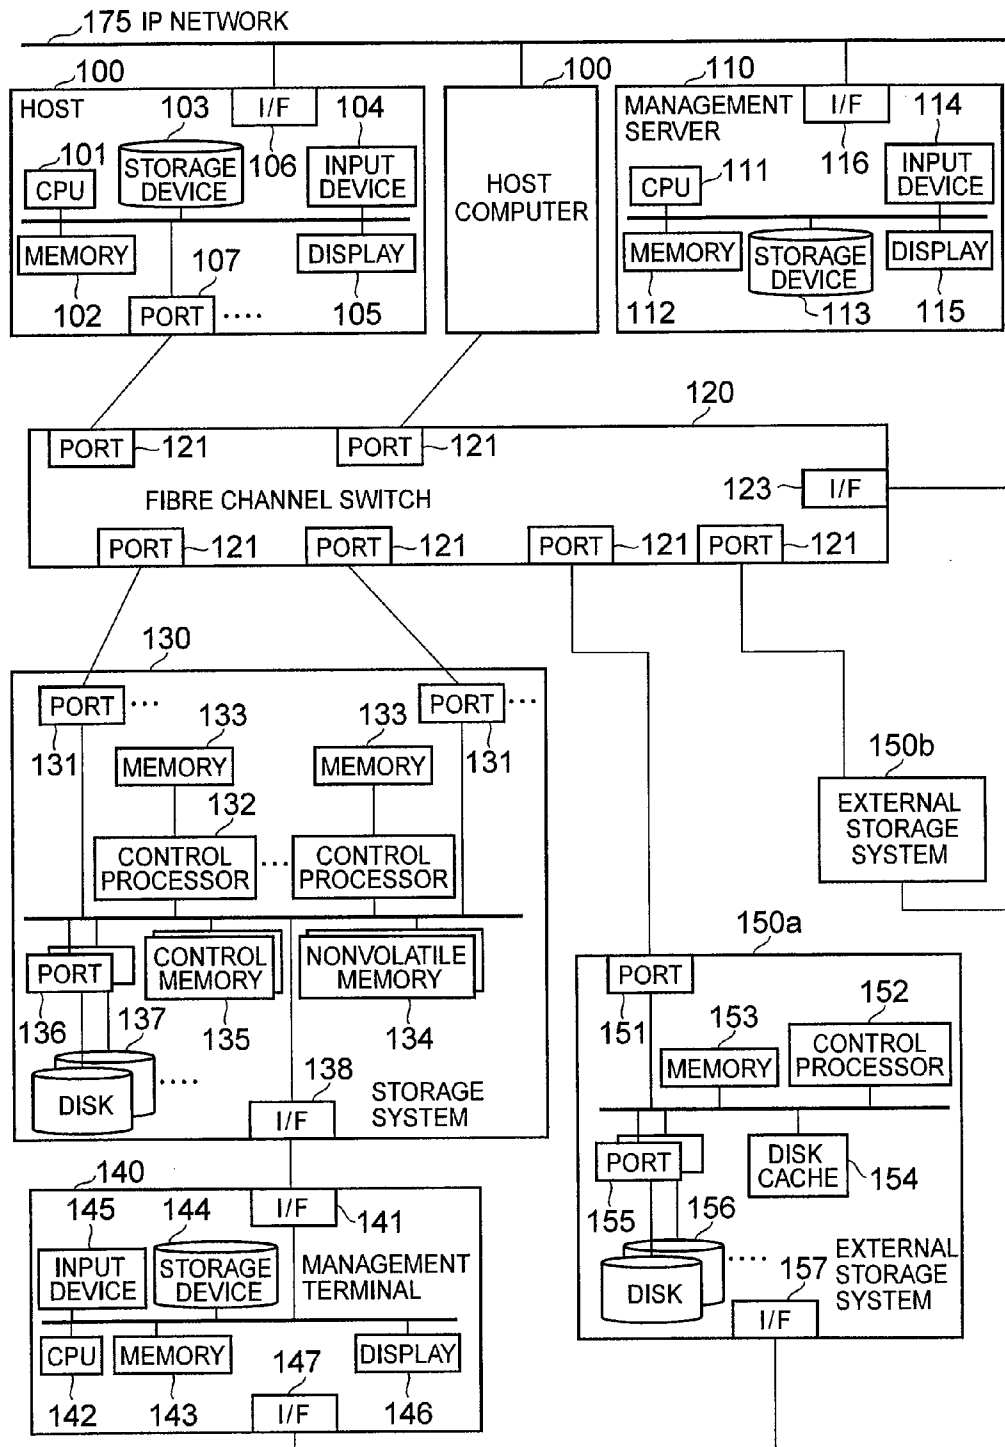 175 IP NETWORK
100
HOST
103
I/F
104
101
106
CPU
STORAGE
DEVICE
INPUT
DEVICE
MEMORY
107
DISPLAY
102
PORT
....
105
100
HOST
COMPUTER
110
MANAGEMENT
SERVER
I/F
114
116
111
CPU
INPUT
DEVICE
MEMORY
STORAGE
DEVICE
DISPLAY
112
113
115
120
PORT
121
PORT
121
123
I/F
FIBRE CHANNEL SWITCH
PORT
121
PORT
121
PORT
121
PORT
121
130
PORT
...
PORT
...
131
133
133
131
MEMORY
MEMORY
132
CONTROL
PROCESSOR
...
CONTROL
PROCESSOR
PORT
CONTROL
MEMORY
NONVOLATILE
MEMORY
136
137
135
134
DISK
....
138
I/F
STORAGE
SYSTEM
150b
EXTERNAL
STORAGE
SYSTEM
150a
PORT
151
153
152
MEMORY
CONTROL
PROCESSOR
PORT
DISK
CACHE
155
154
156
DISK
....
157
I/F
EXTERNAL
STORAGE
SYSTEM
140
I/F
141
145
144
INPUT
DEVICE
STORAGE
DEVICE
MANAGEMENT
TERMINAL
CPU
MEMORY
DISPLAY
142
143
147
I/F
146